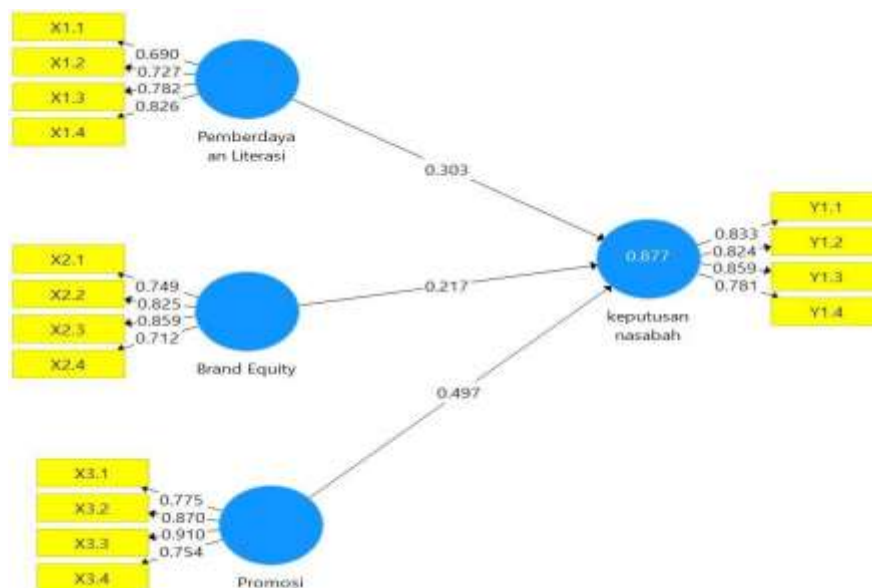 X1.1
X1.2
X1.3
X1.4
0.690
0.727
0.782
0.826
Pemberdaya
an Literasi
0.303
X2.1
X2.2
X2.3
X2.4
0.749
0.825
0.859
0.712
Brand Equity
0.217
X3.1
X3.2
X3.3
X3.4
0.775
0.870
0.910
0.754
Promosi
0.497
0.877
keputusan
nasabah
0.833
0.824
0.859
0.781
Y1.1
Y1.2
Y1.3
Y1.4